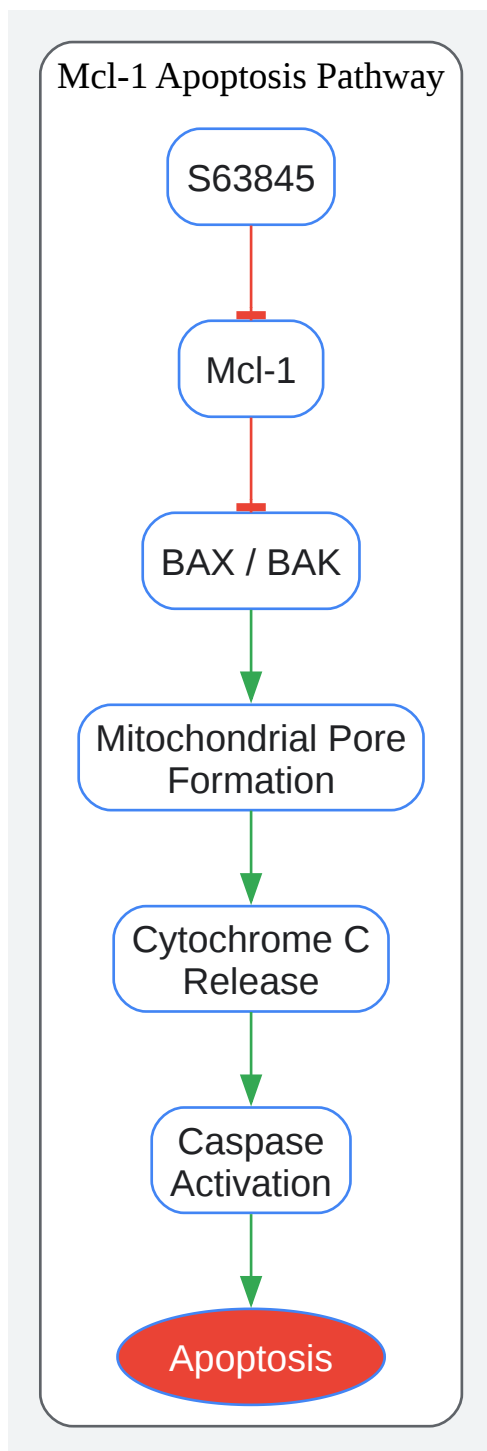 Mcl-1 Apoptosis Pathway
S63845
Mcl-1
BAX / BAK
Mitochondrial Pore
Formation
Cytochrome C
Release
Caspase
Activation
Apoptosis